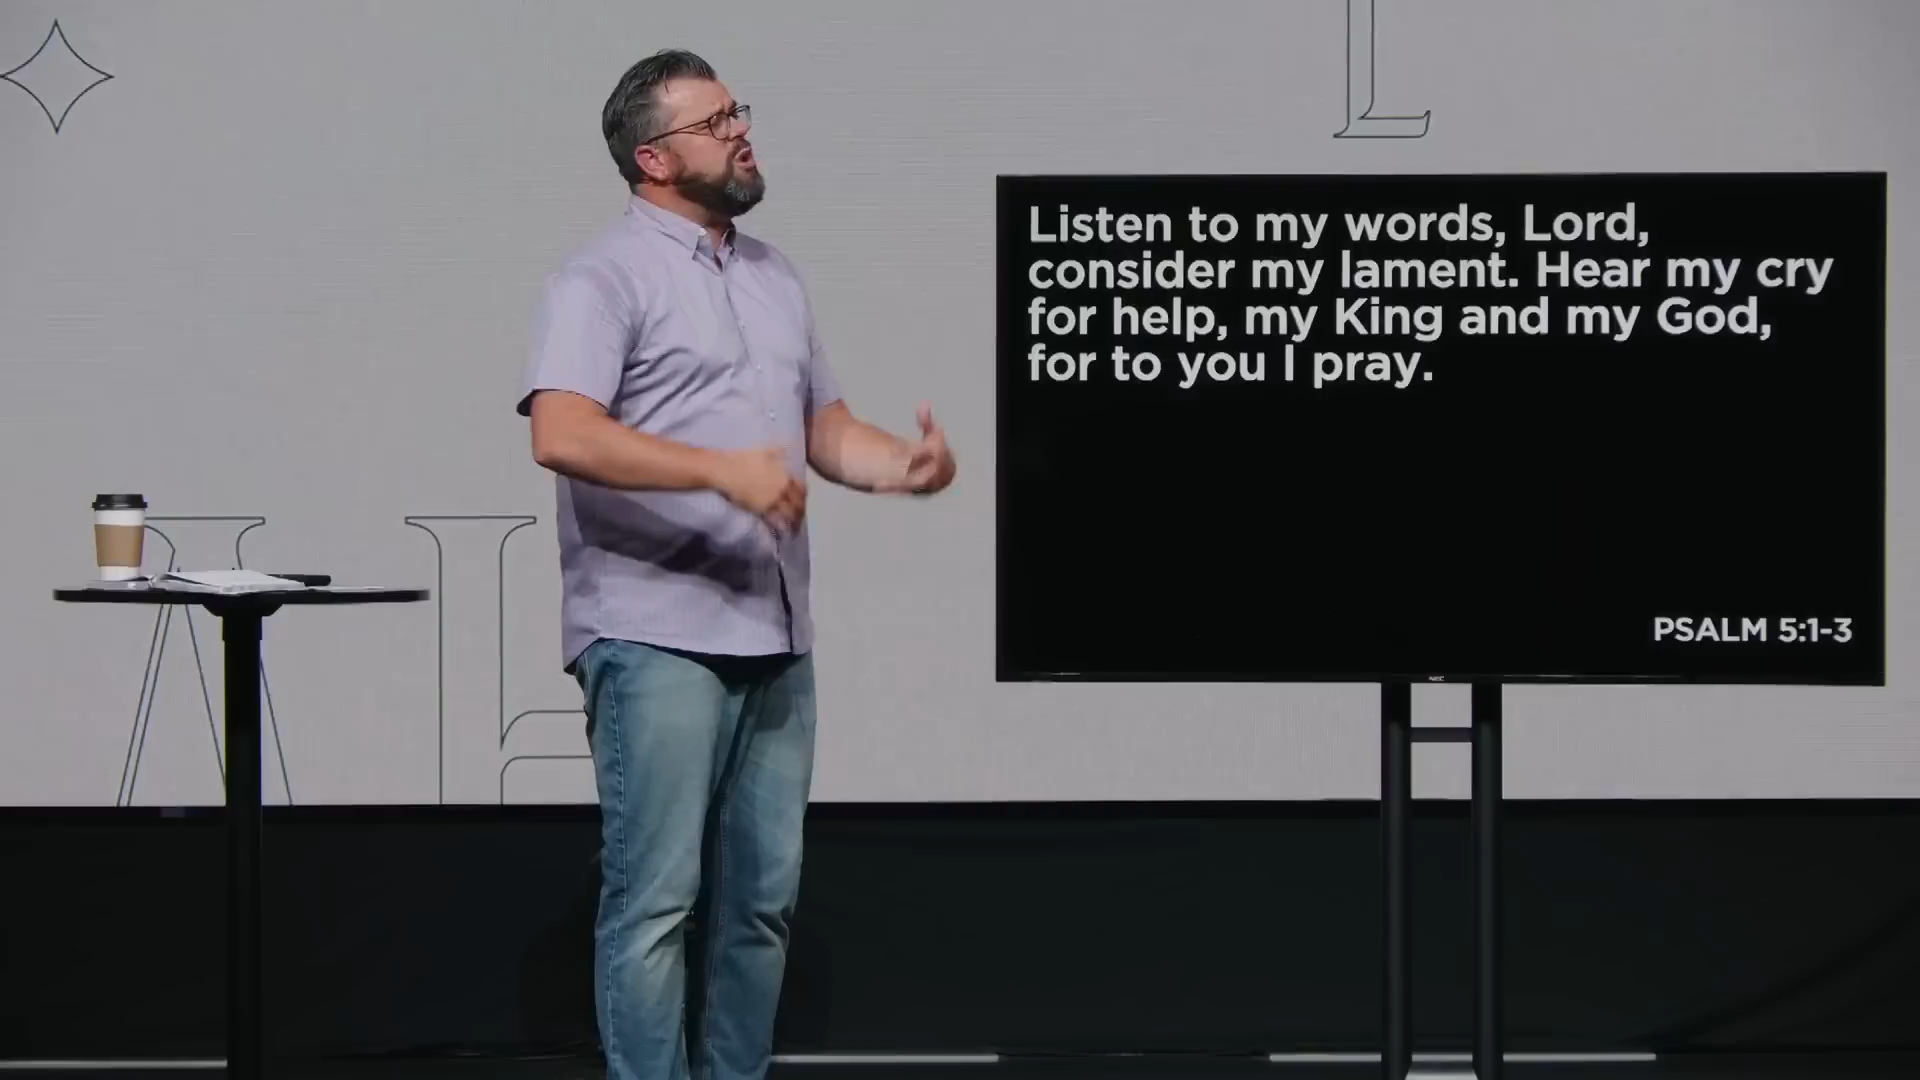 L
Listen to my words, Lord,
consider my lament. Hear my cry
for help, my King and my God,
for to you I pray.
PSALM 5:1-3
NEC